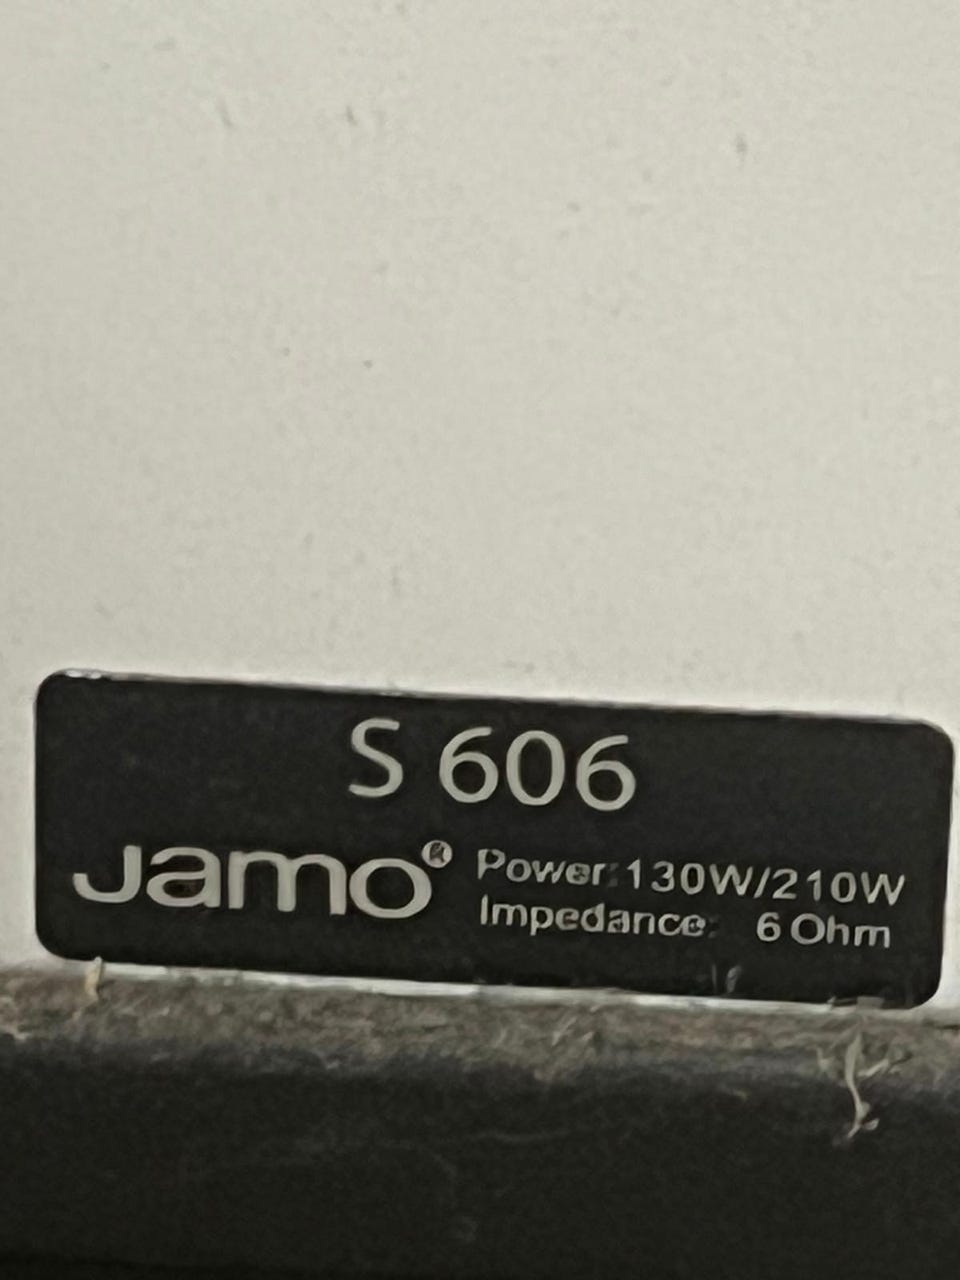 S 606
Jamo®
Power: 130W/210W
Impedance: 6 Ohm